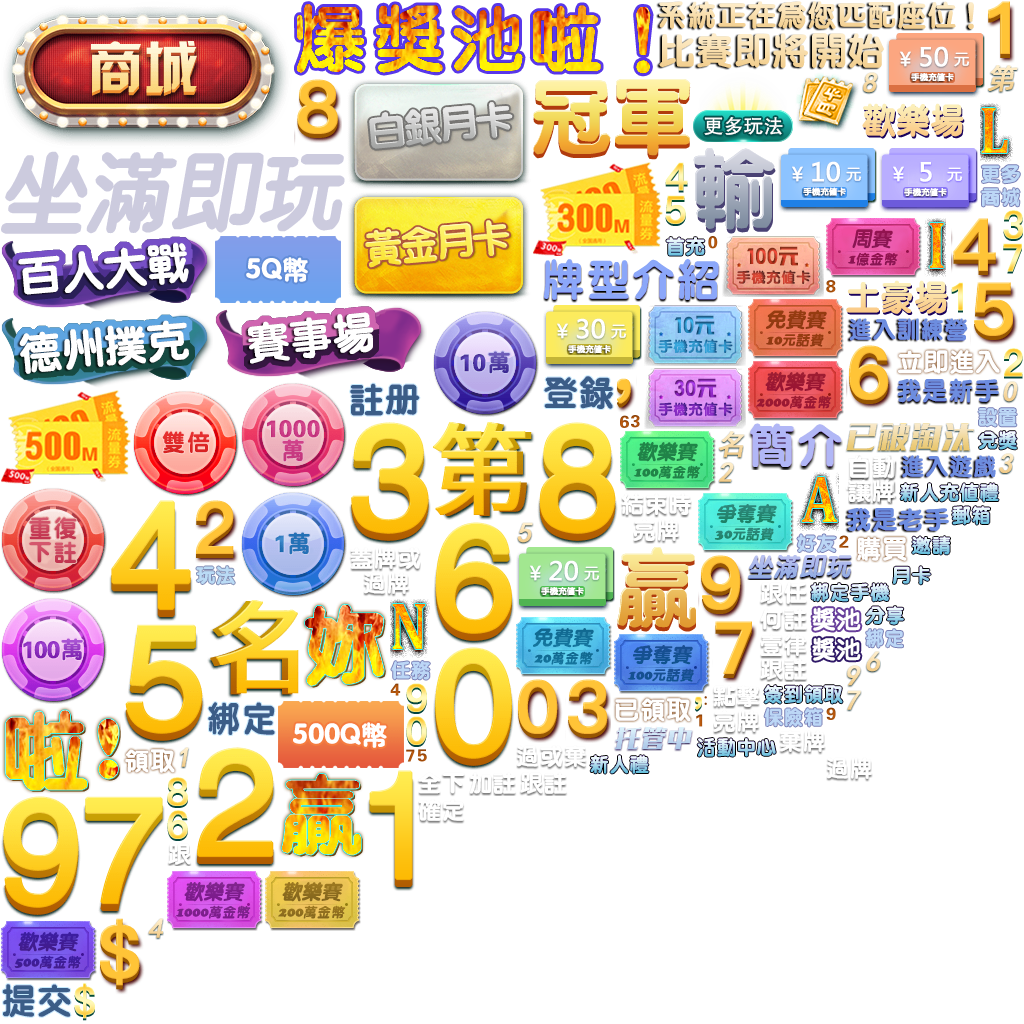 商城
爆獎池啦！
系統正在為您匹配座位！
比賽即將開始
8
¥ 50 元
手機充值卡
1
第
8
白銀月卡
冠軍
更多玩法
月卡
歡樂場
L
坐滿即玩
300M
流量券
300
4
5
輸
¥ 10 元
手機充值卡
¥ 5 元
手機充值卡
更多
商城
百人大戰
5Q幣
黃金月卡
首充
0
100元
手機充值卡
8
周賽
1億金幣
I
4
3
7
牌型介紹
土豪場
1
5
德州撲克
賽事場
10萬
¥ 30 元
手機充值卡
10元
手機充值卡
免費賽
10元話費
進入訓練營
6
立即進入
2
我是新手
0
註册
登錄
,
63
30元
手機充值卡
歡樂賽
2000萬金幣
設置
500M
流量券
500
雙倍
1000
萬
3
第
8
歡樂賽
100萬金幣
名
2
簡介
已被淘汰
兌獎
3
自動
讓牌
進入遊戲
新人充值禮
重復
下註
4
2
玩法
1萬
蓋牌或
過牌
6
5
結束時
亮牌
爭奪賽
30元話費
A
我是老手
郵箱
好友
2
購買
邀請
100萬
5
名
嬏
N
任務
4
¥ 20 元
手機充值卡
贏
9
坐滿即玩
月卡
跟任
何註
綁定手機
獎池
分享
綁定
免費賽
20萬金幣
爭奪賽
100元話費
7
壹律
跟註
獎池
6
9
7
綁定
500Q幣
9
0
75
0
0
3
已領取
,
1
點擊
亮牌
簽到領取
保險箱
9
託管中
啦！
領取
1
過或棄
新人禮
活動中心
棄牌
過牌
9
7
8
6
跟
2
贏
1
全下
加註
跟註
確定
歡樂賽
1000萬金幣
歡樂賽
200萬金幣
歡樂賽
500萬金幣
$
4
提交
$